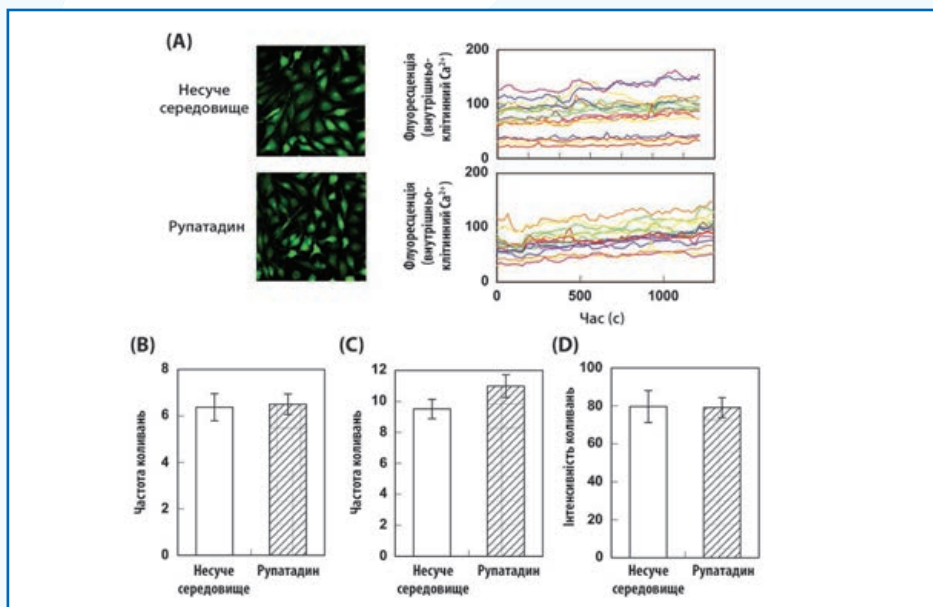 (A)
Несуче
середовище
Флуоресценція
(внутрішньо-
клітинний Ca²⁺)
200
100
0
Рупатадин
Флуоресценція
(внутрішньо-
клітинний Ca²⁺)
200
100
0
0
500
1000
Час (с)
(B)
Частота коливань
8
6
4
2
0
Несуче
середовище
Рупатадин
(C)
Частота коливань
12
10
8
6
4
2
0
Несуче
середовище
Рупатадин
(D)
Інтенсивність коливань
100
80
60
40
20
0
Несуче
середовище
Рупатадин